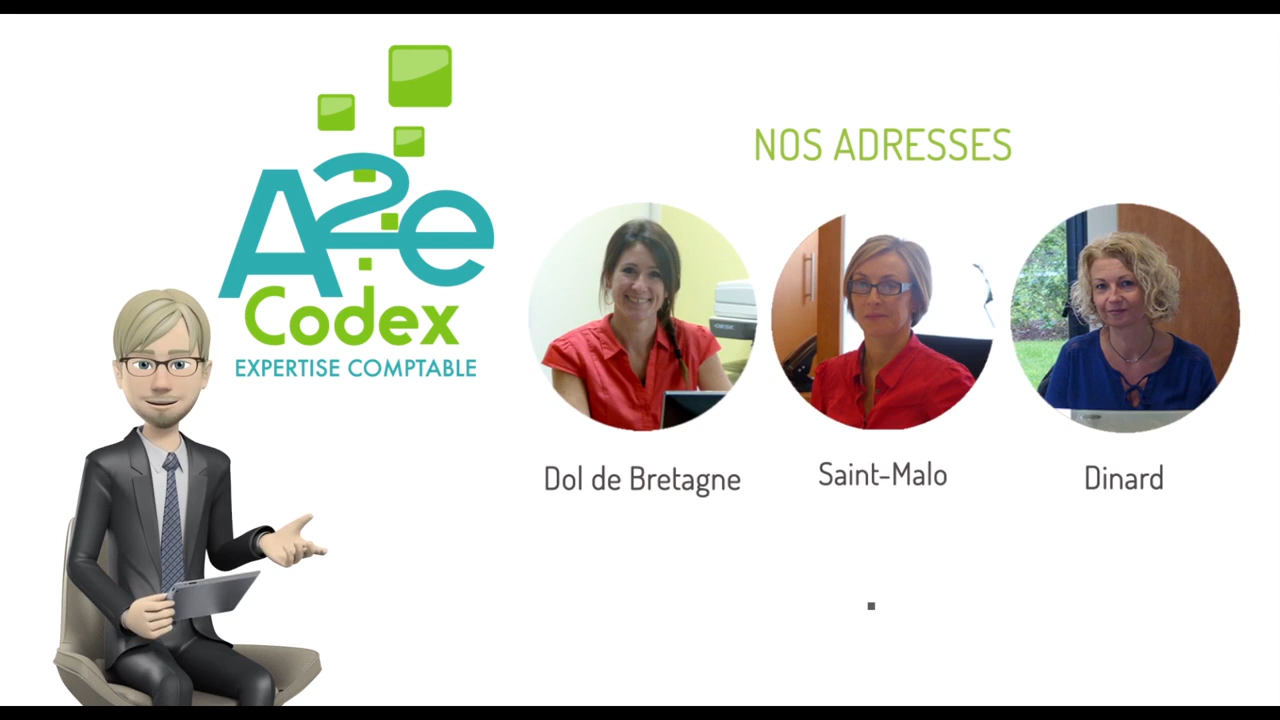 A2e
Codex
EXPERTISE COMPTABLE
NOS ADRESSES
Dol de Bretagne
Saint-Malo
Dinard